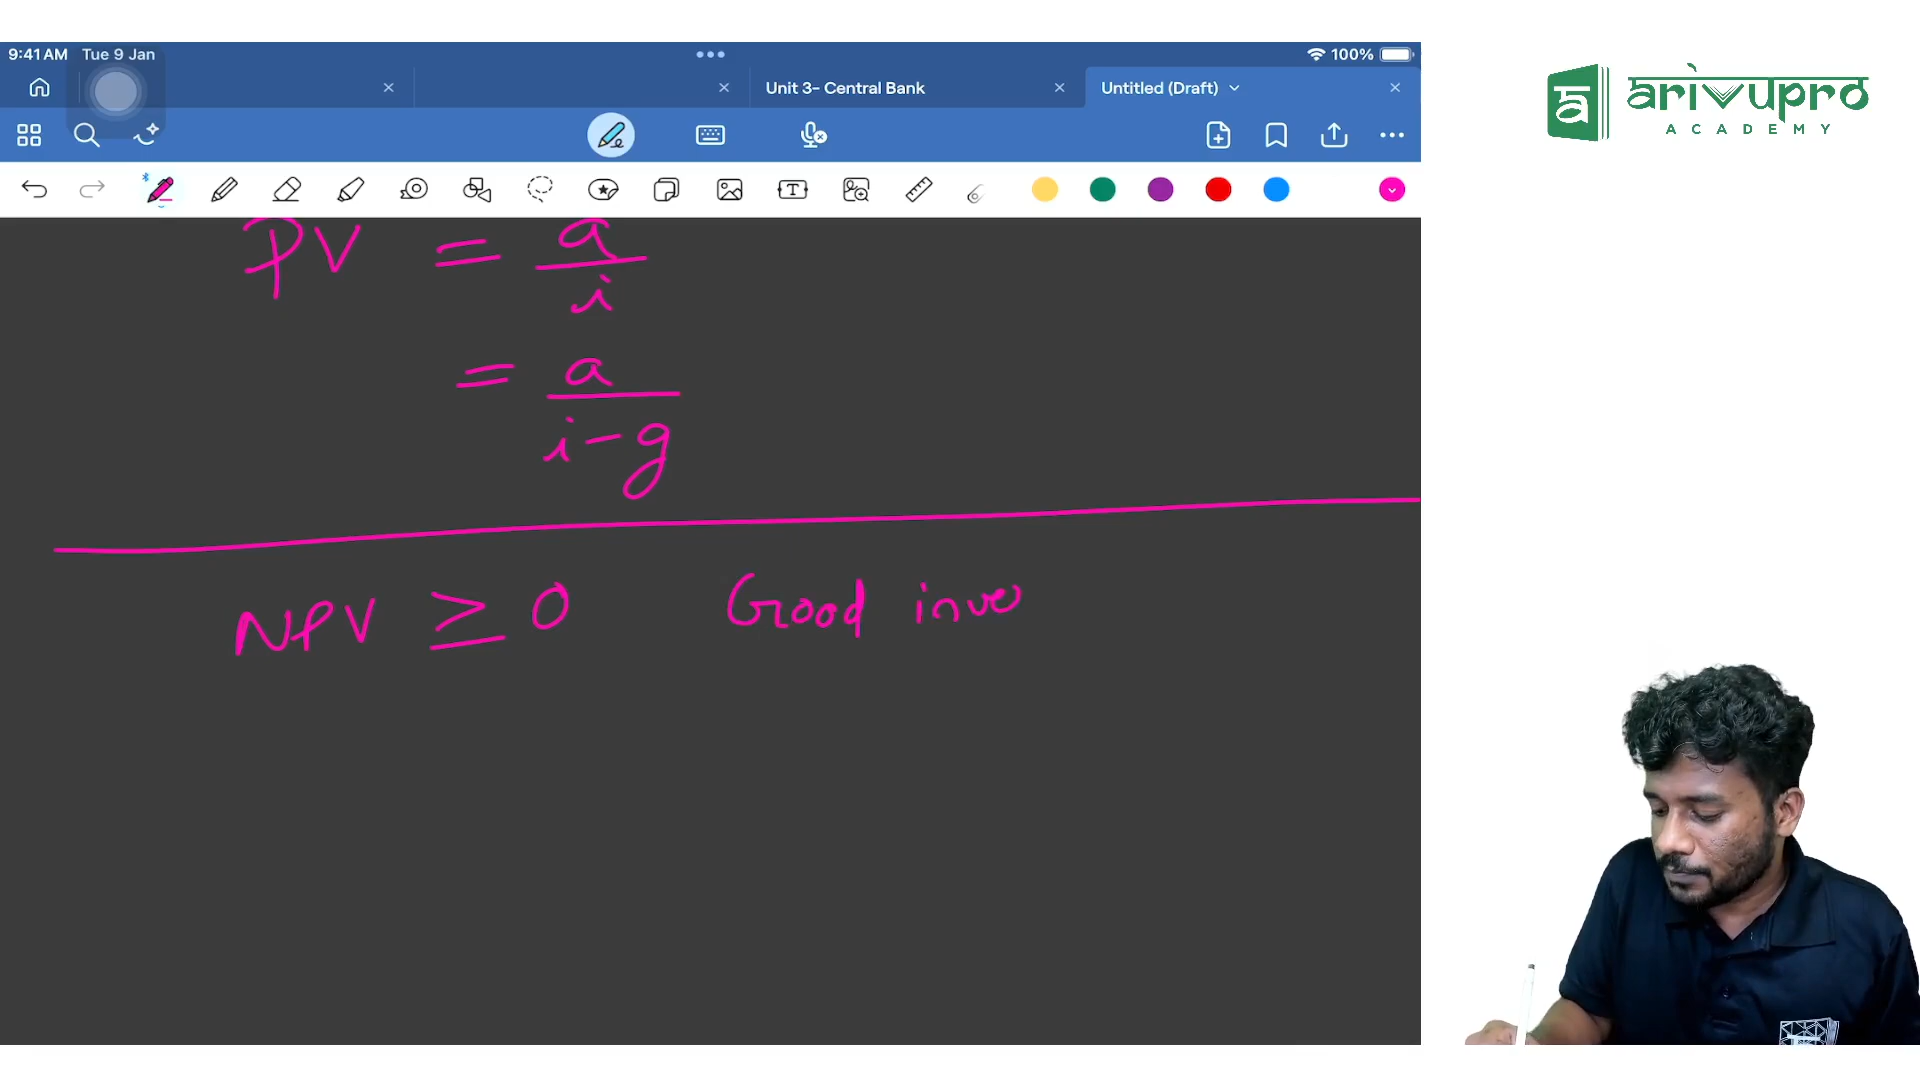 9:41 AM Tue 9 Jan
100%
Unit 3- Central Bank
Untitled (Draft)
arivupro
ACADEMY
PV = a/i
= a/i-g
NPV ≥ 0 Good inve